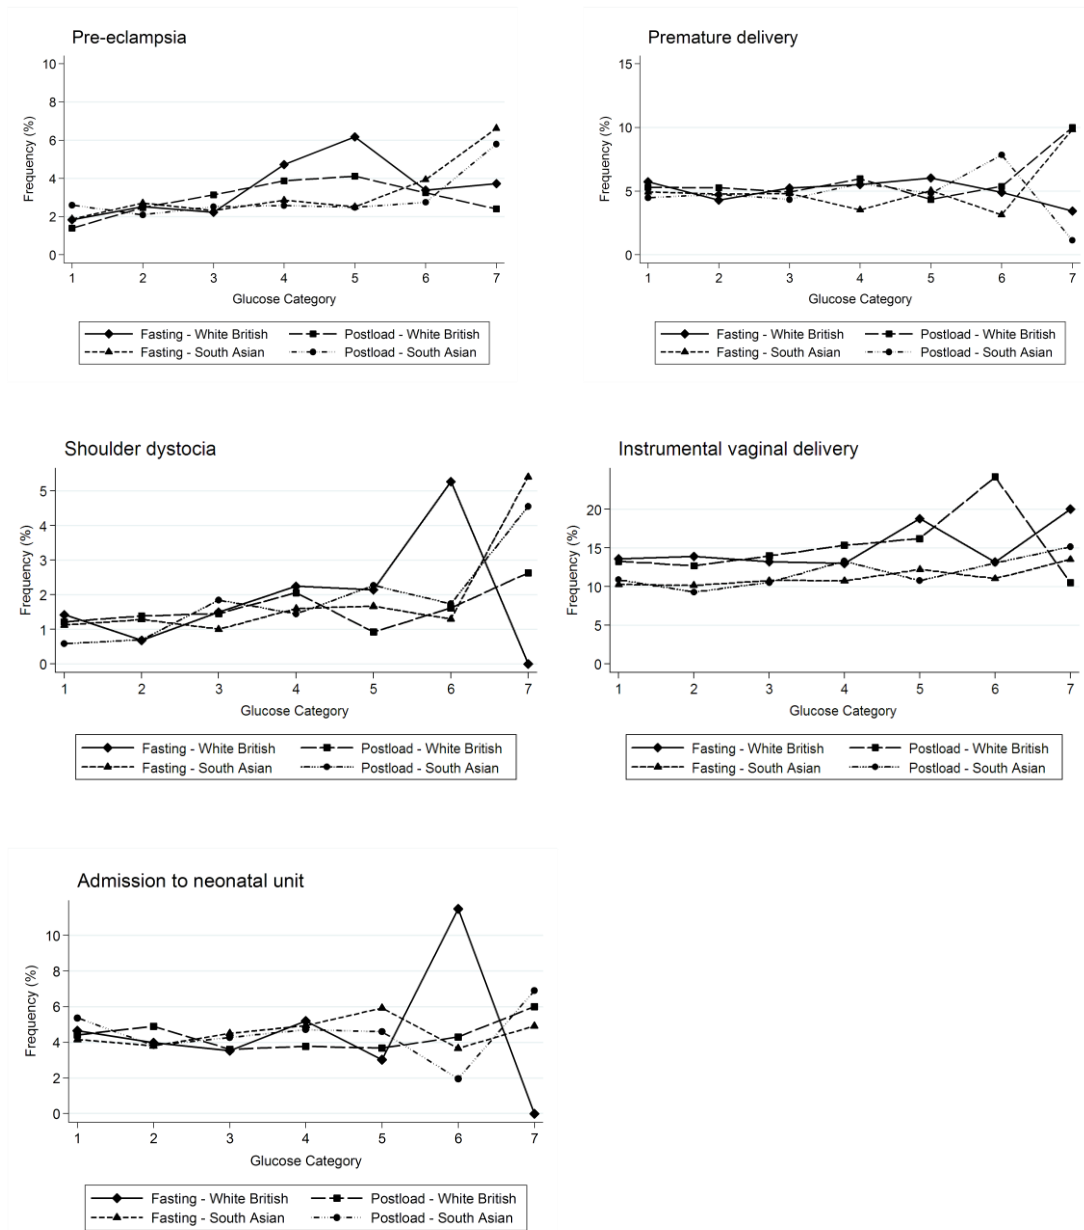 Pre-eclampsia
10
8
6
4
2
0
Frequency (%)
1 2 3 4 5 6 7
Glucose Category
Fasting - White British Postload - White British
Fasting - South Asian Postload - South Asian
Premature delivery
15
10
5
0
Frequency (%)
1 2 3 4 5 6 7
Glucose Category
Fasting - White British Postload - White British
Fasting - South Asian Postload - South Asian
Shoulder dystocia
5
4
3
2
1
0
Frequency (%)
1 2 3 4 5 6 7
Glucose Category
Fasting - White British Postload - White British
Fasting - South Asian Postload - South Asian
Instrumental vaginal delivery
20
15
10
5
0
Frequency (%)
1 2 3 4 5 6 7
Glucose Category
Fasting - White British Postload - White British
Fasting - South Asian Postload - South Asian
Admission to neonatal unit
10
8
6
4
2
0
Frequency (%)
1 2 3 4 5 6 7
Glucose Category
Fasting - White British Postload - White British
Fasting - South Asian Postload - South Asian